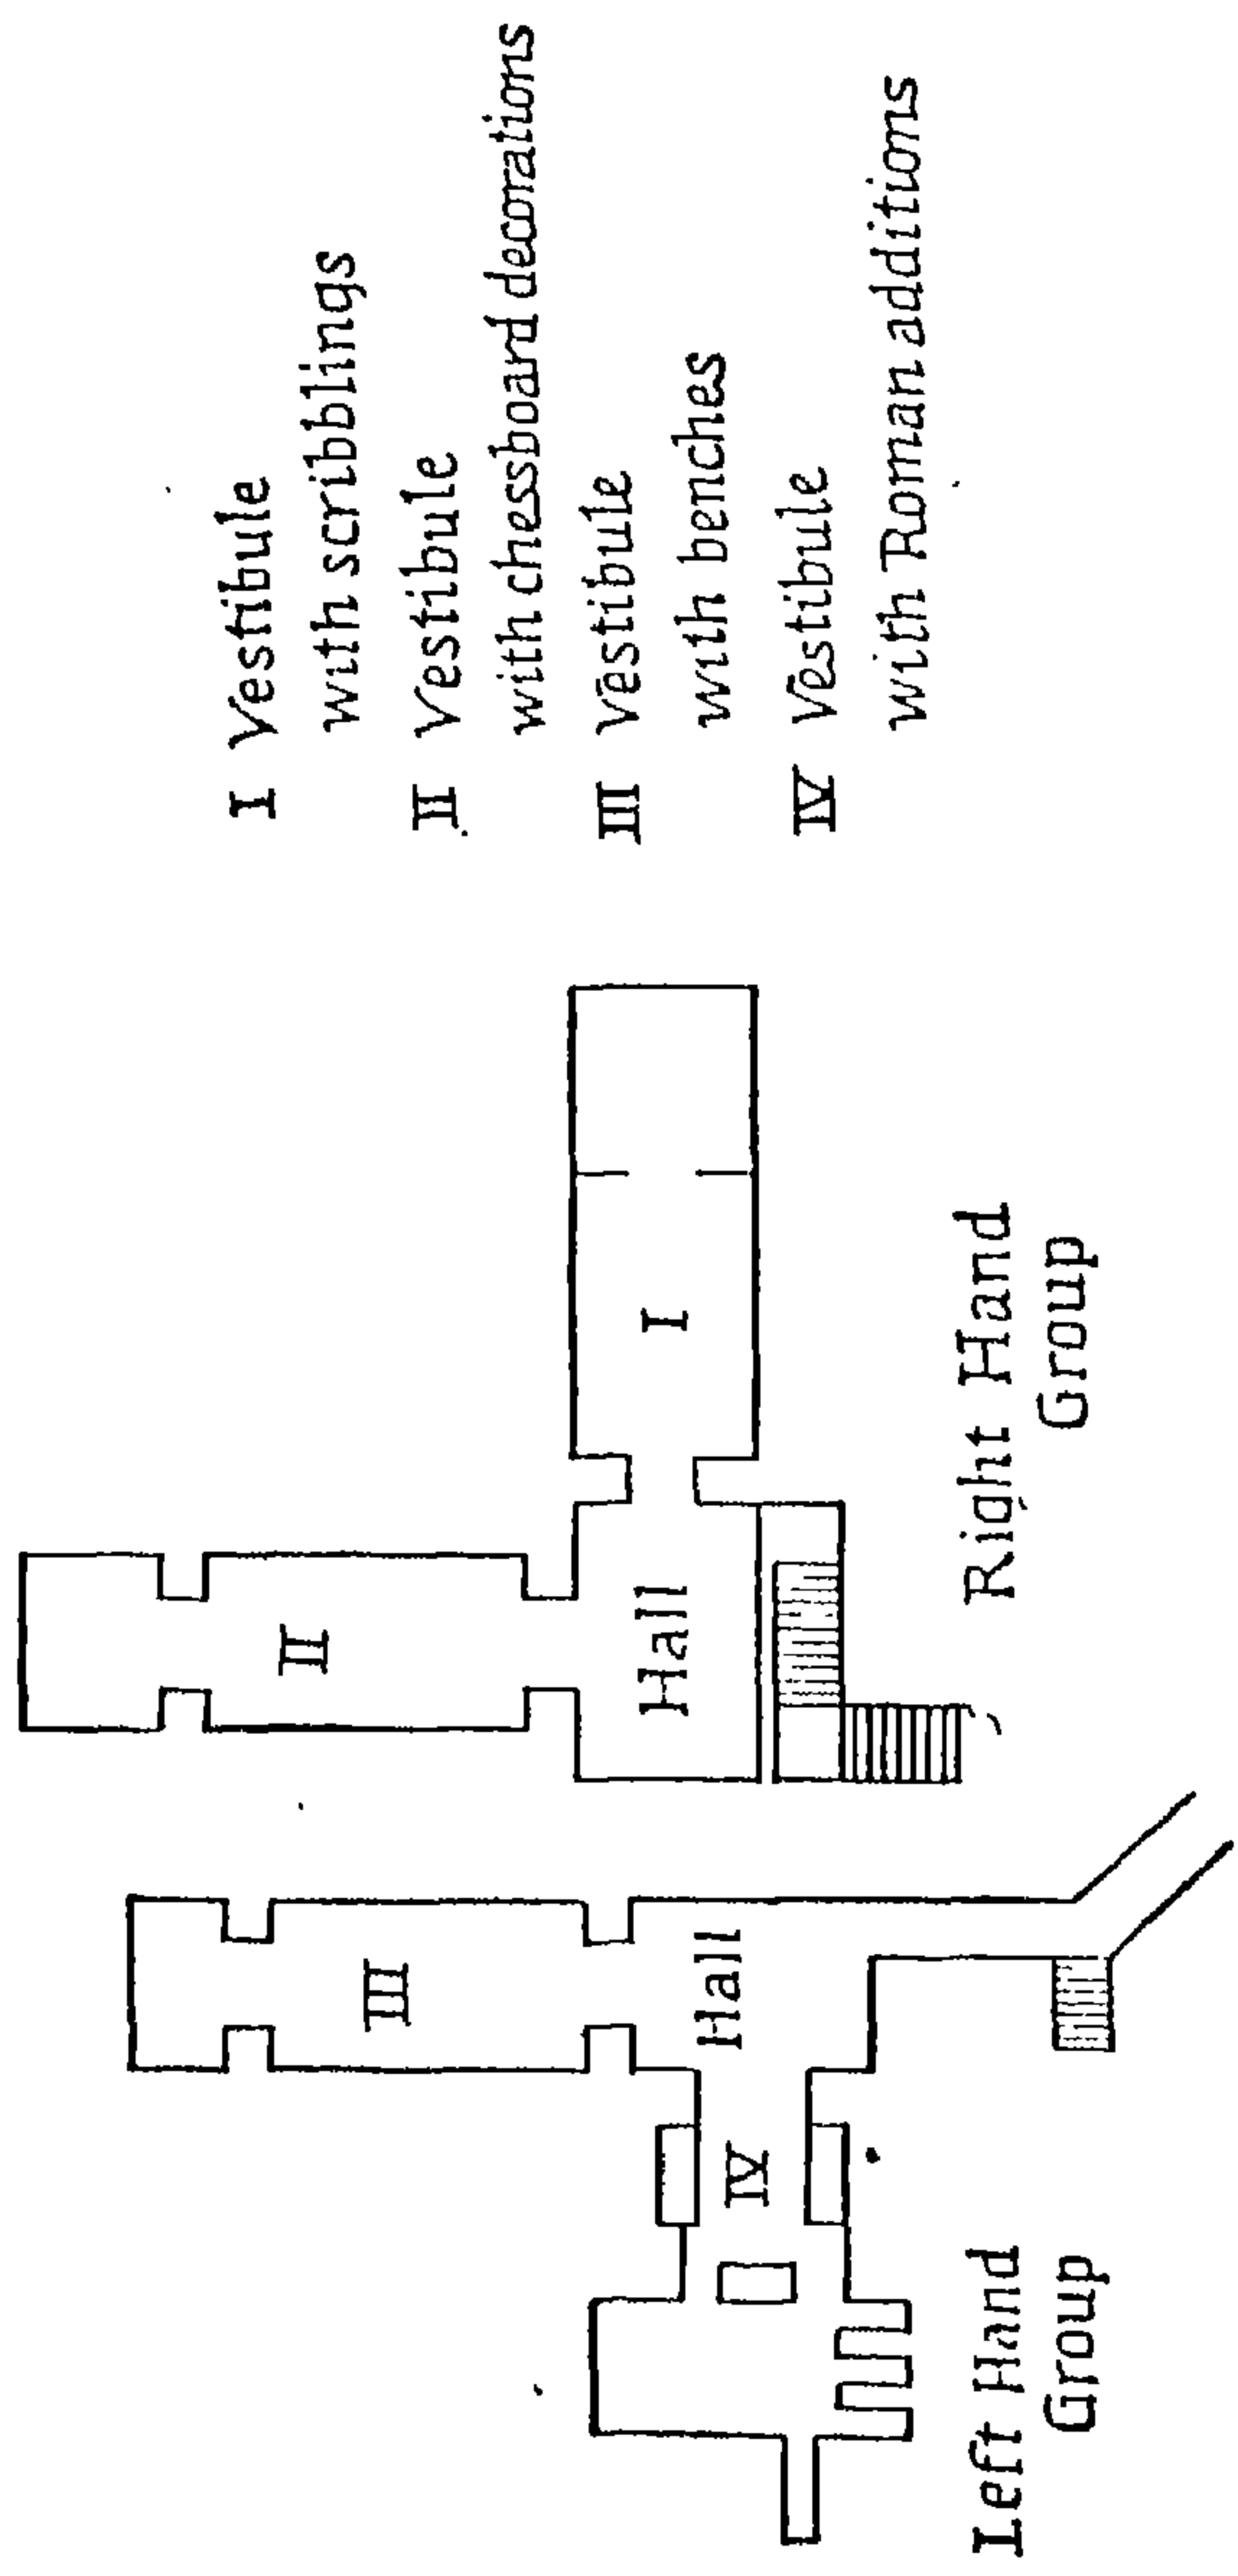 I Vestibule
with scribblings
II Vestibule
with chessboard decorations
III Vestibule
with benches
IV Vestibule
with Roman additions
II
I
Hall
Right Hand
Group
III
Hall
IV
Left Hand
Group